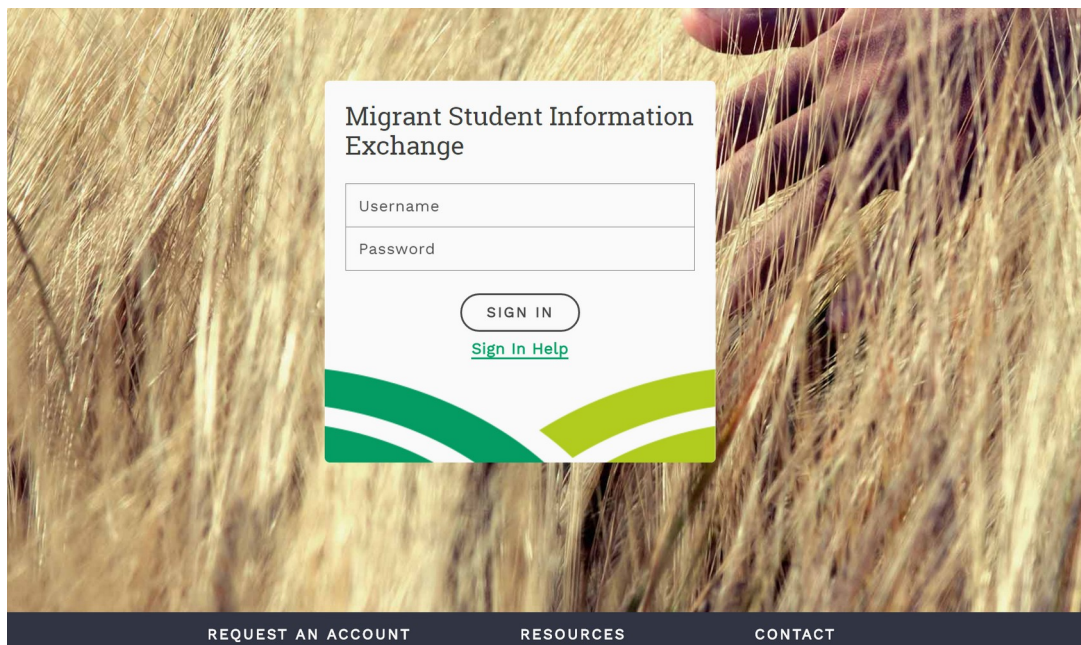 Migrant Student Information
Exchange
Username
Password
SIGN IN
Sign In Help
REQUEST AN ACCOUNT
RESOURCES
CONTACT